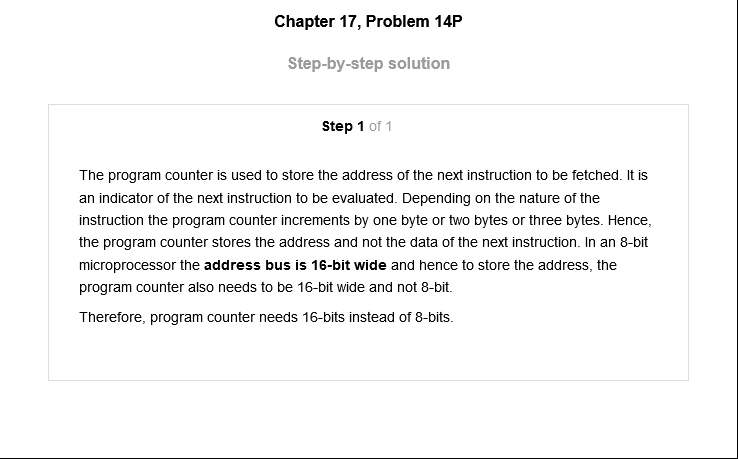 Chapter 17, Problem 14P
Step-by-step solution
Step 1 of 1
The program counter is used to store the address of the next instruction to be fetched. It is
an indicator of the next instruction to be evaluated. Depending on the nature of the
instruction the program counter increments by one byte or two bytes or three bytes. Hence,
the program counter stores the address and not the data of the next instruction. In an 8-bit
microprocessor the address bus is 16-bit wide and hence to store the address, the
program counter also needs to be 16-bit wide and not 8-bit.
Therefore, program counter needs 16-bits instead of 8-bits.